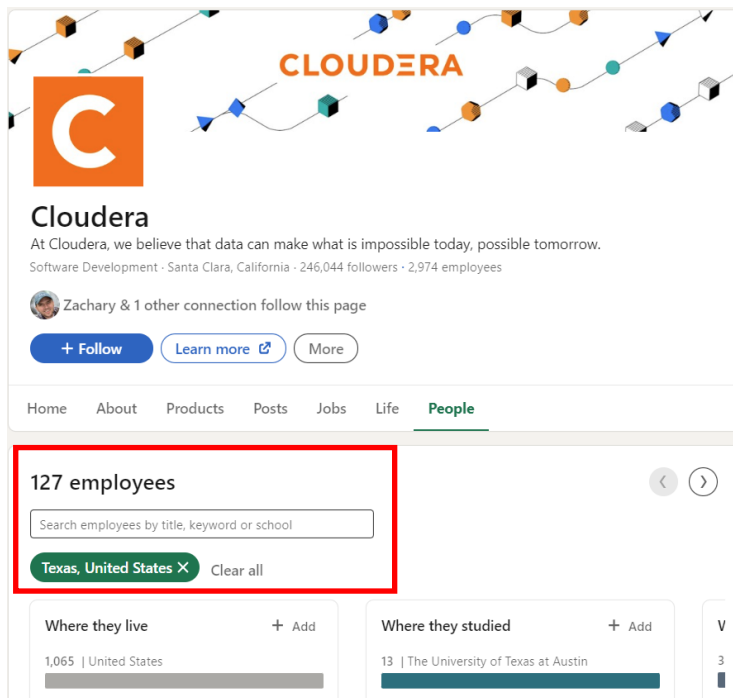 CLOUDERA
C
Cloudera
At Cloudera, we believe that data can make what is impossible today, possible tomorrow.
Software Development · Santa Clara, California · 246,044 followers · 2,974 employees
Zachary & 1 other connection follow this page
+ Follow Learn more More
Home About Products Posts Jobs Life People
127 employees
Search employees by title, keyword or school
Texas, United States × Clear all
Where they live + Add Where they studied + Add
1,065 | United States 13 | The University of Texas at Austin